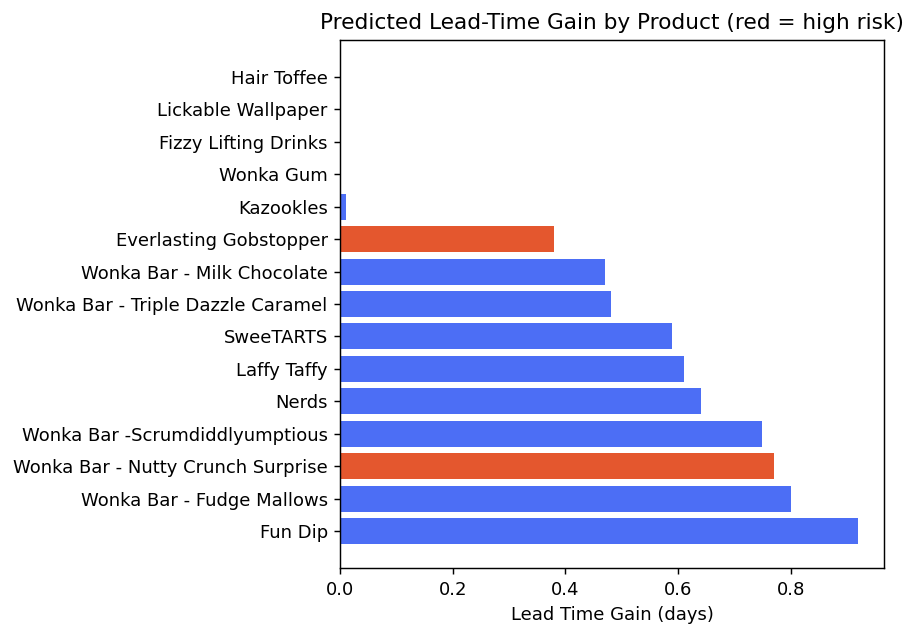 Predicted Lead-Time Gain by Product (red = high risk)
Hair Toffee
Lickable Wallpaper
Fizzy Lifting Drinks
Wonka Gum
Kazookles
Everlasting Gobstopper
Wonka Bar - Milk Chocolate
Wonka Bar - Triple Dazzle Caramel
SweeTARTS
Laffy Taffy
Nerds
Wonka Bar -Scrumdiddlyumptious
Wonka Bar - Nutty Crunch Surprise
Wonka Bar - Fudge Mallows
Fun Dip
0.0 0.2 0.4 0.6 0.8
Lead Time Gain (days)